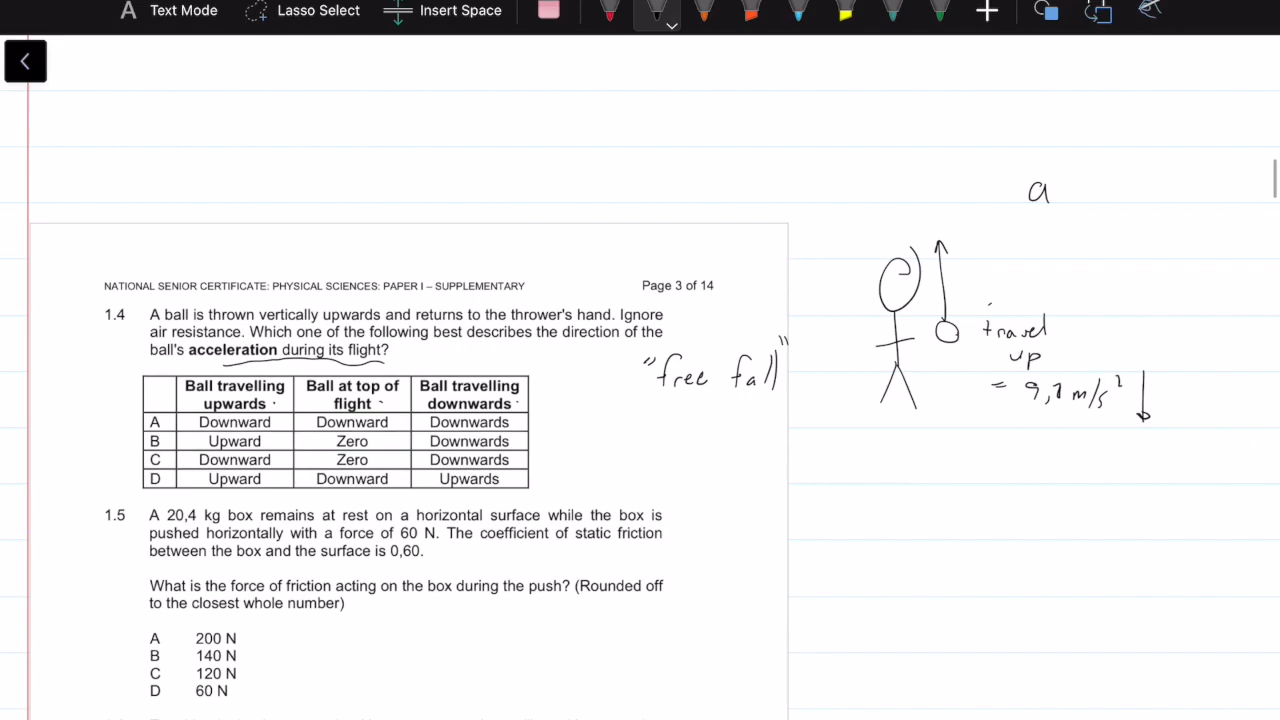 Text Mode
Lasso Select
Insert Space
a
NATIONAL SENIOR CERTIFICATE: PHYSICAL SCIENCES: PAPER I – SUPPLEMENTARY
Page 3 of 14
1.4 A ball is thrown vertically upwards and returns to the thrower's hand. Ignore
air resistance. Which one of the following best describes the direction of the
ball's acceleration during its flight?
"free fall"
travel
up
= 9,8 m/s²
Ball travelling upwards Ball at top of flight Ball travelling downwards
A Downward Downward Downwards
B Upward Zero Downwards
C Downward Zero Downwards
D Upward Downward Upwards
1.5 A 20,4 kg box remains at rest on a horizontal surface while the box is
pushed horizontally with a force of 60 N. The coefficient of static friction
between the box and the surface is 0,60.
What is the force of friction acting on the box during the push? (Rounded off
to the closest whole number)
A 200 N
B 140 N
C 120 N
D 60 N